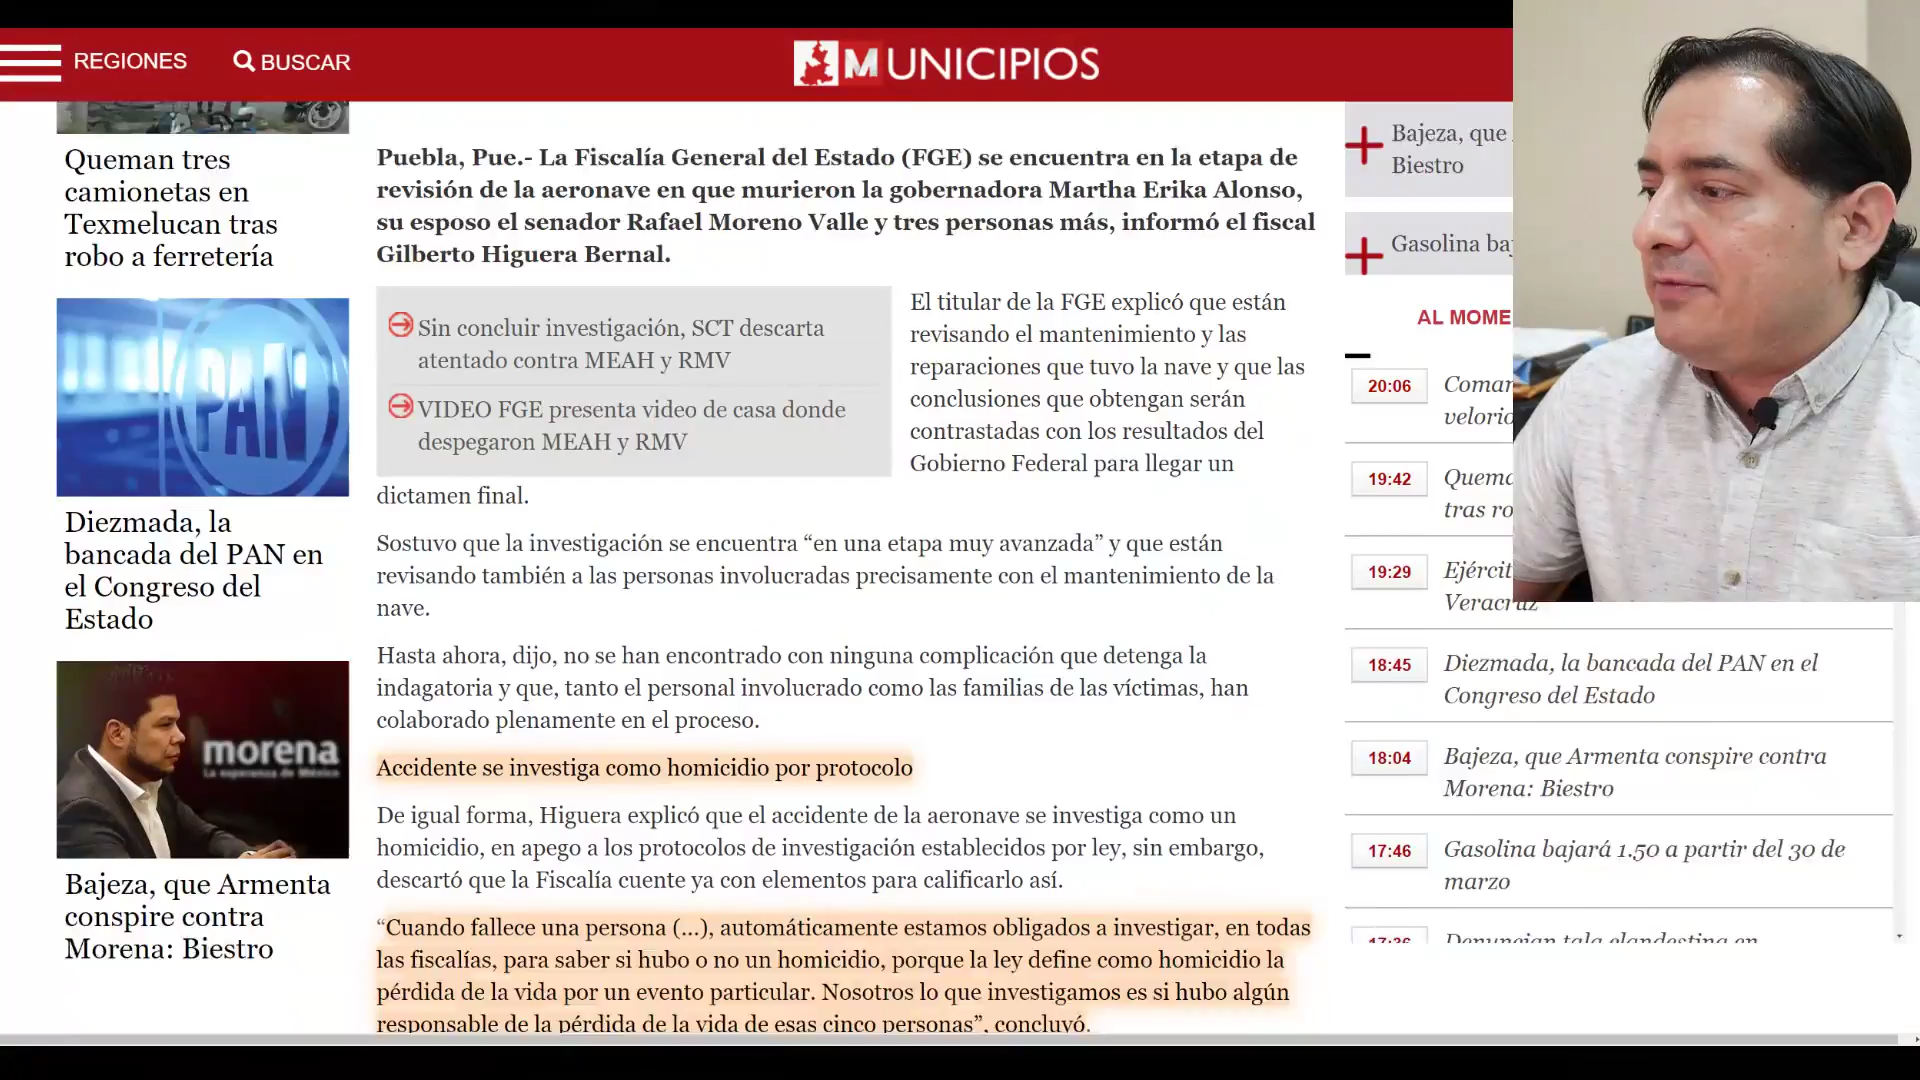 REGIONES
BUSCAR
MUNICIPIOS
Queman tres
camionetas en
Texmelucan tras
robo a ferretería
PAN
Diezmada, la
bancada del PAN en
el Congreso del
Estado
morena
La esperanza de México
Bajeza, que Armenta
conspire contra
Morena: Biestro
Puebla, Pue.- La Fiscalía General del Estado (FGE) se encuentra en la etapa de
revisión de la aeronave en que murieron la gobernadora Martha Erika Alonso,
su esposo el senador Rafael Moreno Valle y tres personas más, informó el fiscal
Gilberto Higuera Bernal.
Sin concluir investigación, SCT descarta
atentado contra MEAH y RMV
VIDEO FGE presenta video de casa donde
despegaron MEAH y RMV
El titular de la FGE explicó que están
revisando el mantenimiento y las
reparaciones que tuvo la nave y que las
conclusiones que obtengan serán
contrastadas con los resultados del
Gobierno Federal para llegar un
dictamen final.
Sostuvo que la investigación se encuentra “en una etapa muy avanzada” y que están
revisando también a las personas involucradas precisamente con el mantenimiento de la
nave.
Hasta ahora, dijo, no se han encontrado con ninguna complicación que detenga la
indagatoria y que, tanto el personal involucrado como las familias de las víctimas, han
colaborado plenamente en el proceso.
Accidente se investiga como homicidio por protocolo
De igual forma, Higuera explicó que el accidente de la aeronave se investiga como un
homicidio, en apego a los protocolos de investigación establecidos por ley, sin embargo,
descartó que la Fiscalía cuente ya con elementos para calificarlo así.
“Cuando fallece una persona (...), automáticamente estamos obligados a investigar, en todas
las fiscalías, para saber si hubo o no un homicidio, porque la ley define como homicidio la
pérdida de la vida por un evento particular. Nosotros lo que investigamos es si hubo algún
responsable de la pérdida de la vida de esas cinco personas”, concluyó.
Bajeza, que
Biestro
Gasolina
AL
20:06
19:42
tras
19:29
Veracruz
18:45 Diezmada, la bancada del PAN en el
Congreso del Estado
18:04 Bajeza, que Armenta conspire contra
Morena: Biestro
17:46 Gasolina bajará 1.50 a partir del 30 de
marzo
17:36 Denuncian tala clandestina en